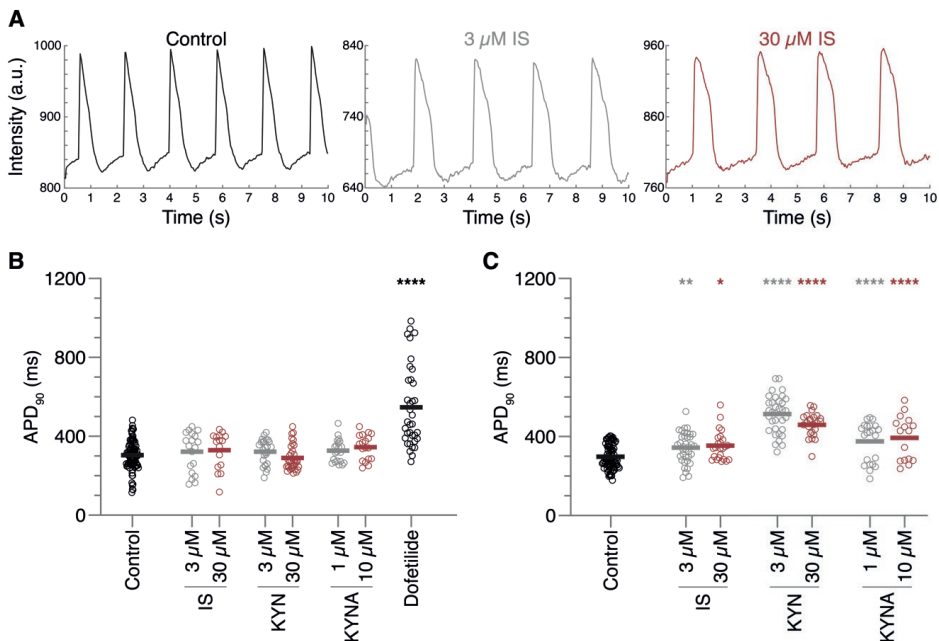 A
Control
3 µM IS
30 µM IS
Intensity (a.u.)
1000
900
800
840
740
640
960
860
760
0 1 2 3 4 5 6 7 8 9 10
0 1 2 3 4 5 6 7 8 9 10
0 1 2 3 4 5 6 7 8 9 10
Time (s)
Time (s)
Time (s)
B
APD90 (ms)
1200
800
400
0
****
Control
3 µM
30 µM
3 µM
30 µM
1 µM
10 µM
Dofetilide
IS
KYN
KYNA
C
APD90 (ms)
1200
800
400
0
**
*
****
****
****
****
Control
3 µM
30 µM
3 µM
30 µM
1 µM
10 µM
IS
KYN
KYNA